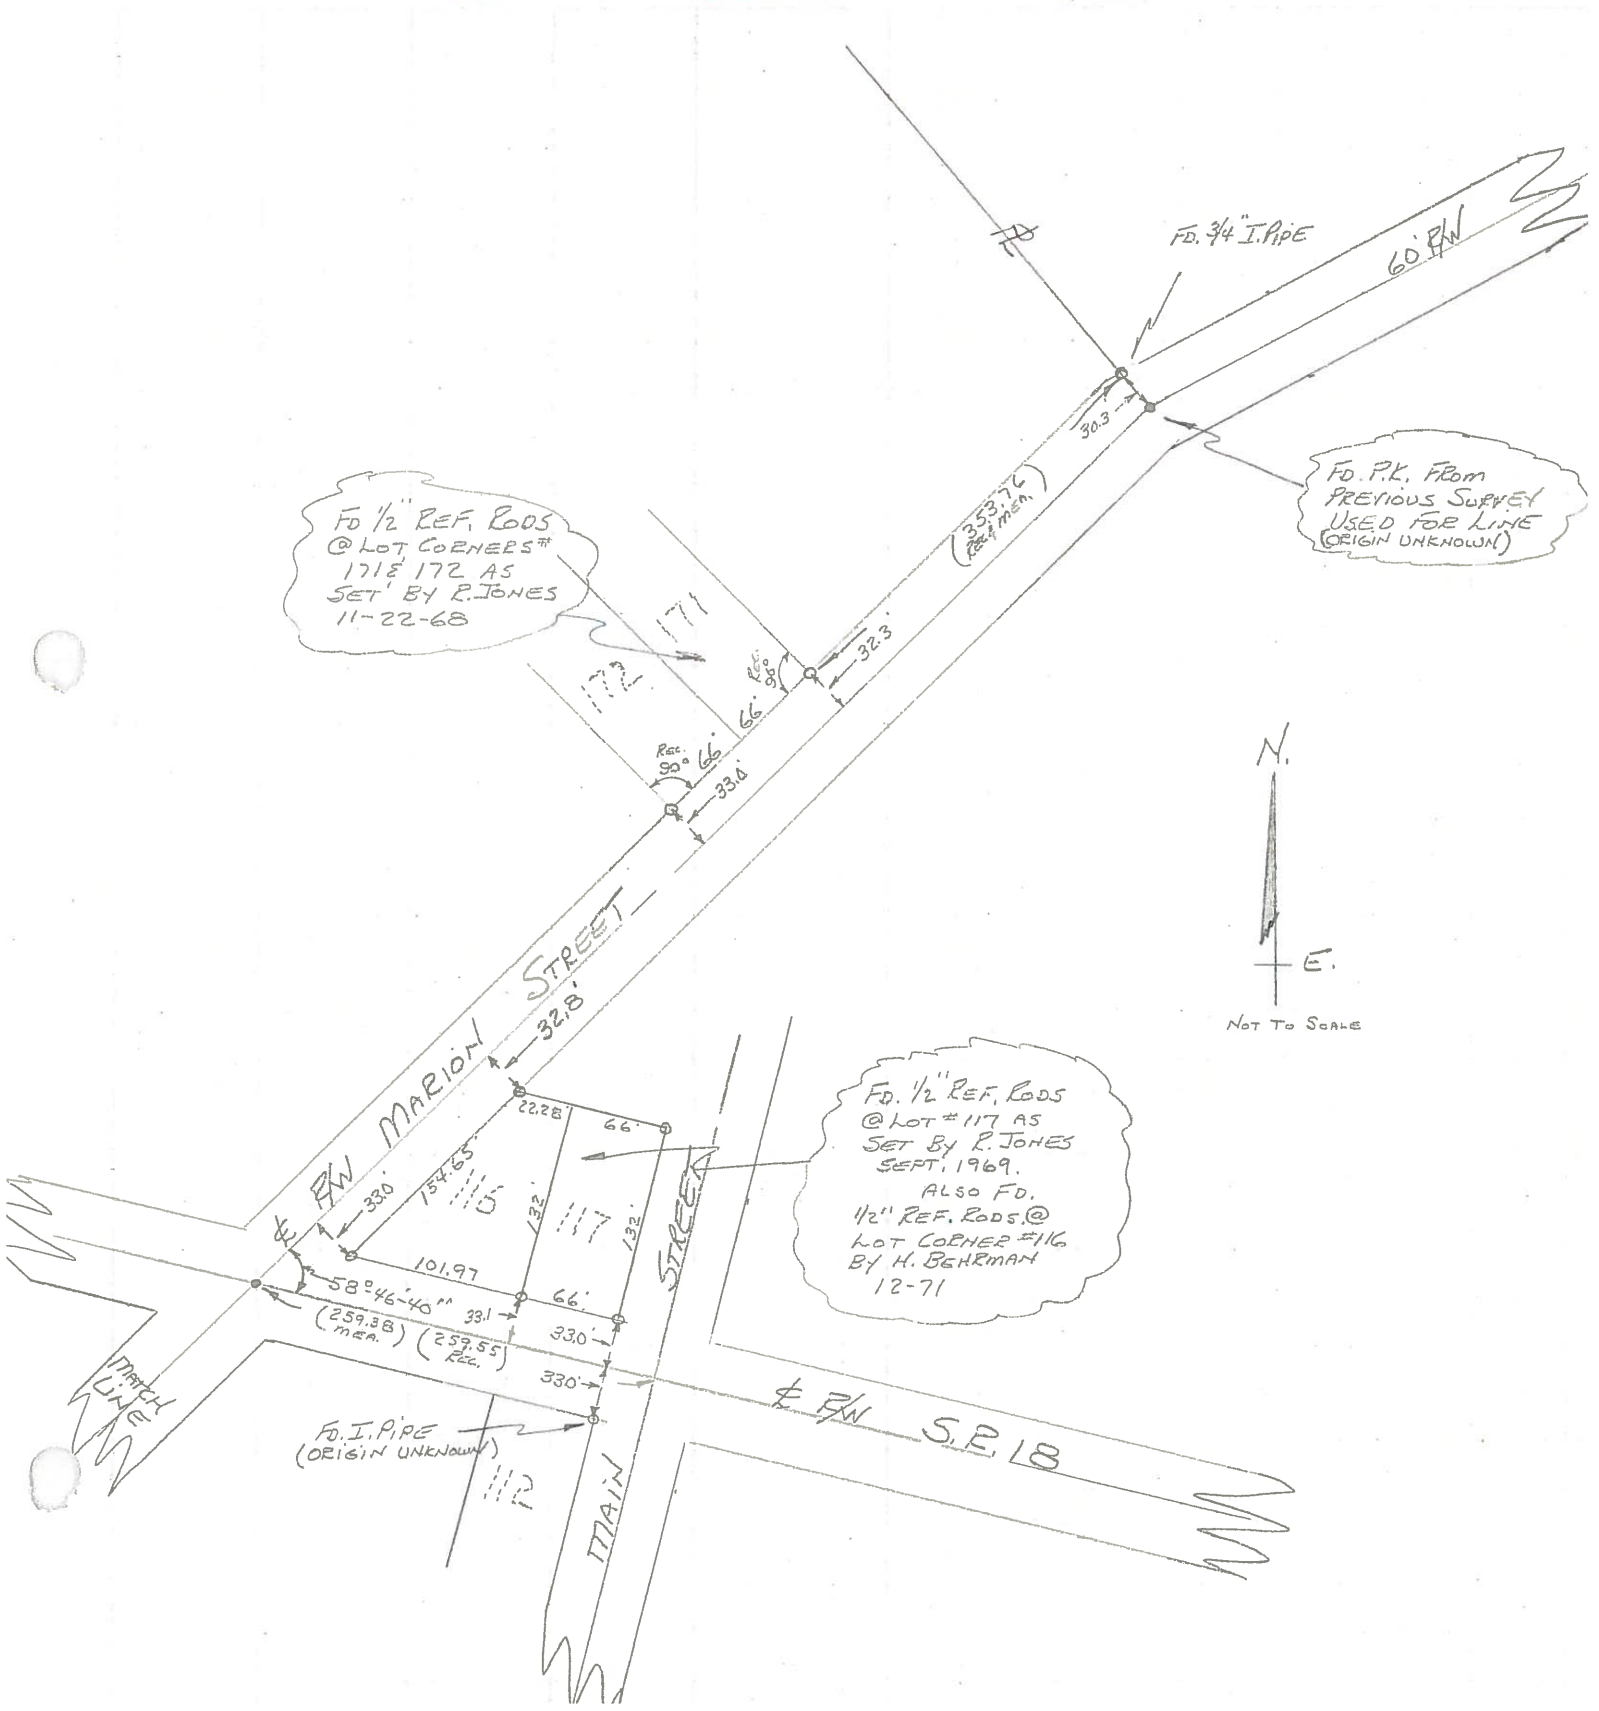 FD. 3/4" I. PIPE
60' R/W
30.3'
FD. P.K. FROM
PREVIOUS SURVEY
USED FOR LINE
(ORIGIN UNKNOWN)
(353.76
REC. & MEA.)
FD 1/2" REF. RODS
@ LOT CORNERS #
171 & 172 AS
SET BY R. JONES
11-22-68
171
172
REC.
90°
66'
32.3'
REC.
90°
66'
33.0'
N.
E.
NOT TO SCALE
℄ R/W MARION STREET
32.8'
22.28'
66'
FD. 1/2" REF. RODS
@ LOT #117 AS
SET BY R. JONES
SEPT. 1969.
ALSO FD.
1/2" REF. RODS @
LOT CORNER #116
BY H. BEHRMAN
12-71
33.0'
154.65'
116
132'
117
132'
101.97
66'
58°-46'-40"
33.1
33.0'
(259.38
MEA.)
(259.55
REC.)
33.0'
MATCH
LINE
FD. I. PIPE
(ORIGIN UNKNOWN)
112
MAIN STREET
℄ R/W S.R. 18